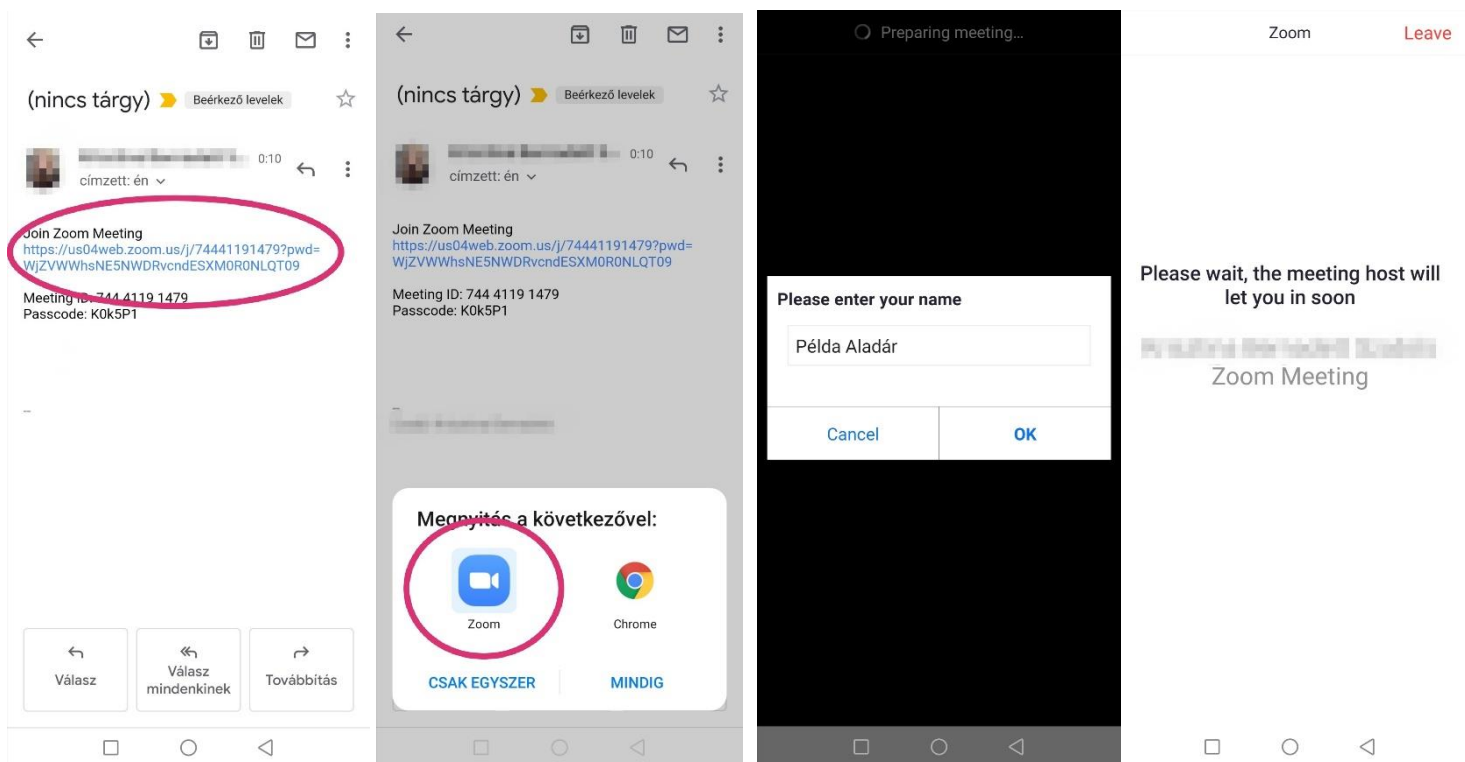 (nincs tárgy) Beérkező levelek
0:10
címzett: én
Join Zoom Meeting
https://us04web.zoom.us/j/74441191479?pwd=
WjZVWWhsNE5NWDRvcndESXM0R0NLQT09
Meeting ID: 744 4119 1479
Passcode: K0k5P1
--
Válasz
Válasz
mindenkinek
Továbbítás
(nincs tárgy) Beérkező levelek
0:10
címzett: én
Join Zoom Meeting
https://us04web.zoom.us/j/74441191479?pwd=
WjZVWWhsNE5NWDRvcndESXM0R0NLQT09
Meeting ID: 744 4119 1479
Passcode: K0k5P1
Megnyitás a következővel:
Zoom
Chrome
CSAK EGYSZER
MINDIG
Preparing meeting...
Please enter your name
Példa Aladár
Cancel
OK
Zoom
Leave
Please wait, the meeting host will
let you in soon
Zoom Meeting